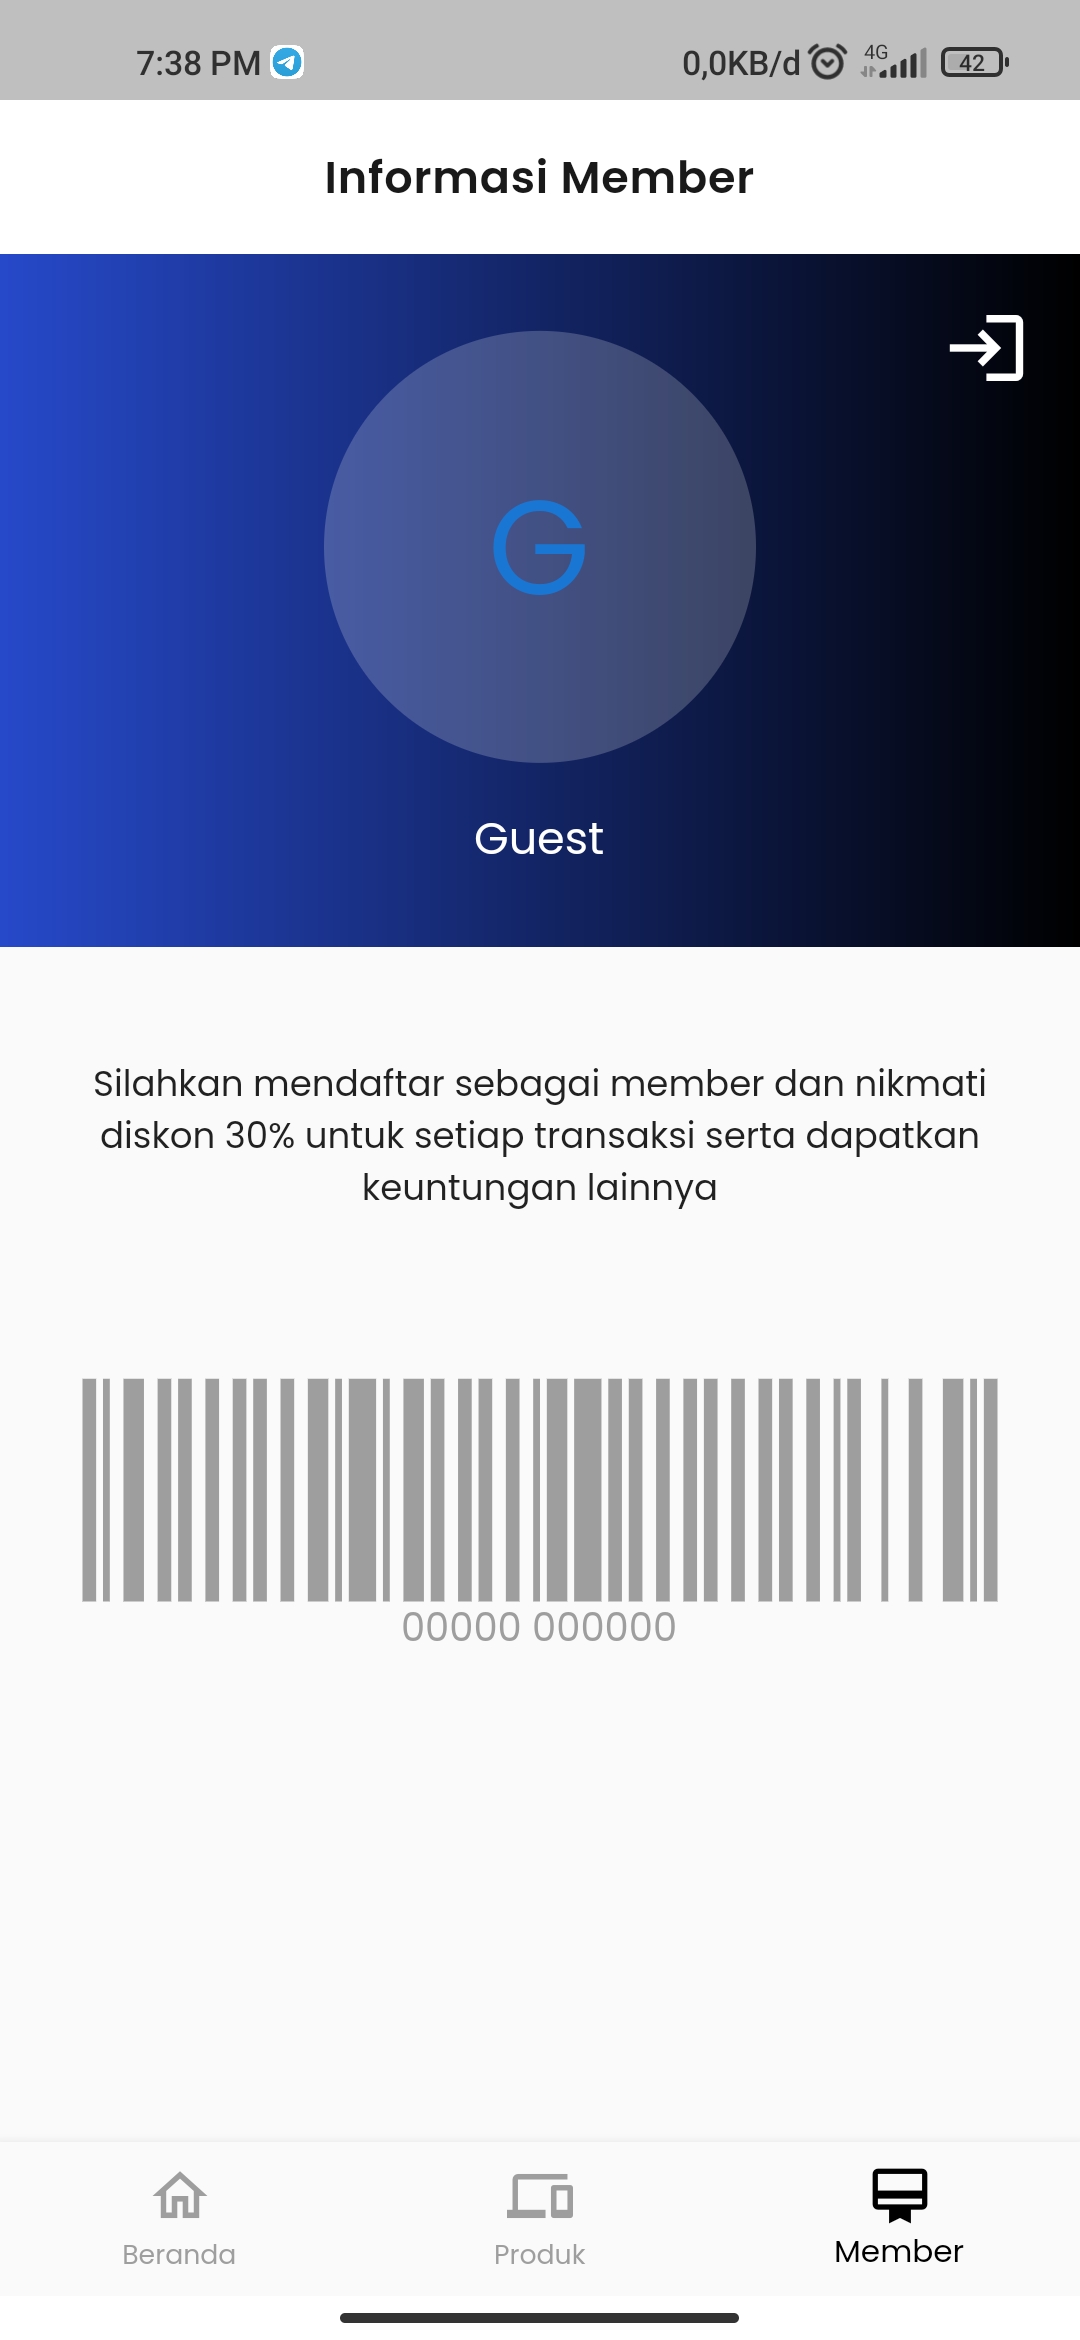 7:38 PM
0,0KB/d 4G 42
Informasi Member
G
Guest
Silahkan mendaftar sebagai member dan nikmati
diskon 30% untuk setiap transaksi serta dapatkan
keuntungan lainnya
00000 000000
Beranda
Produk
Member